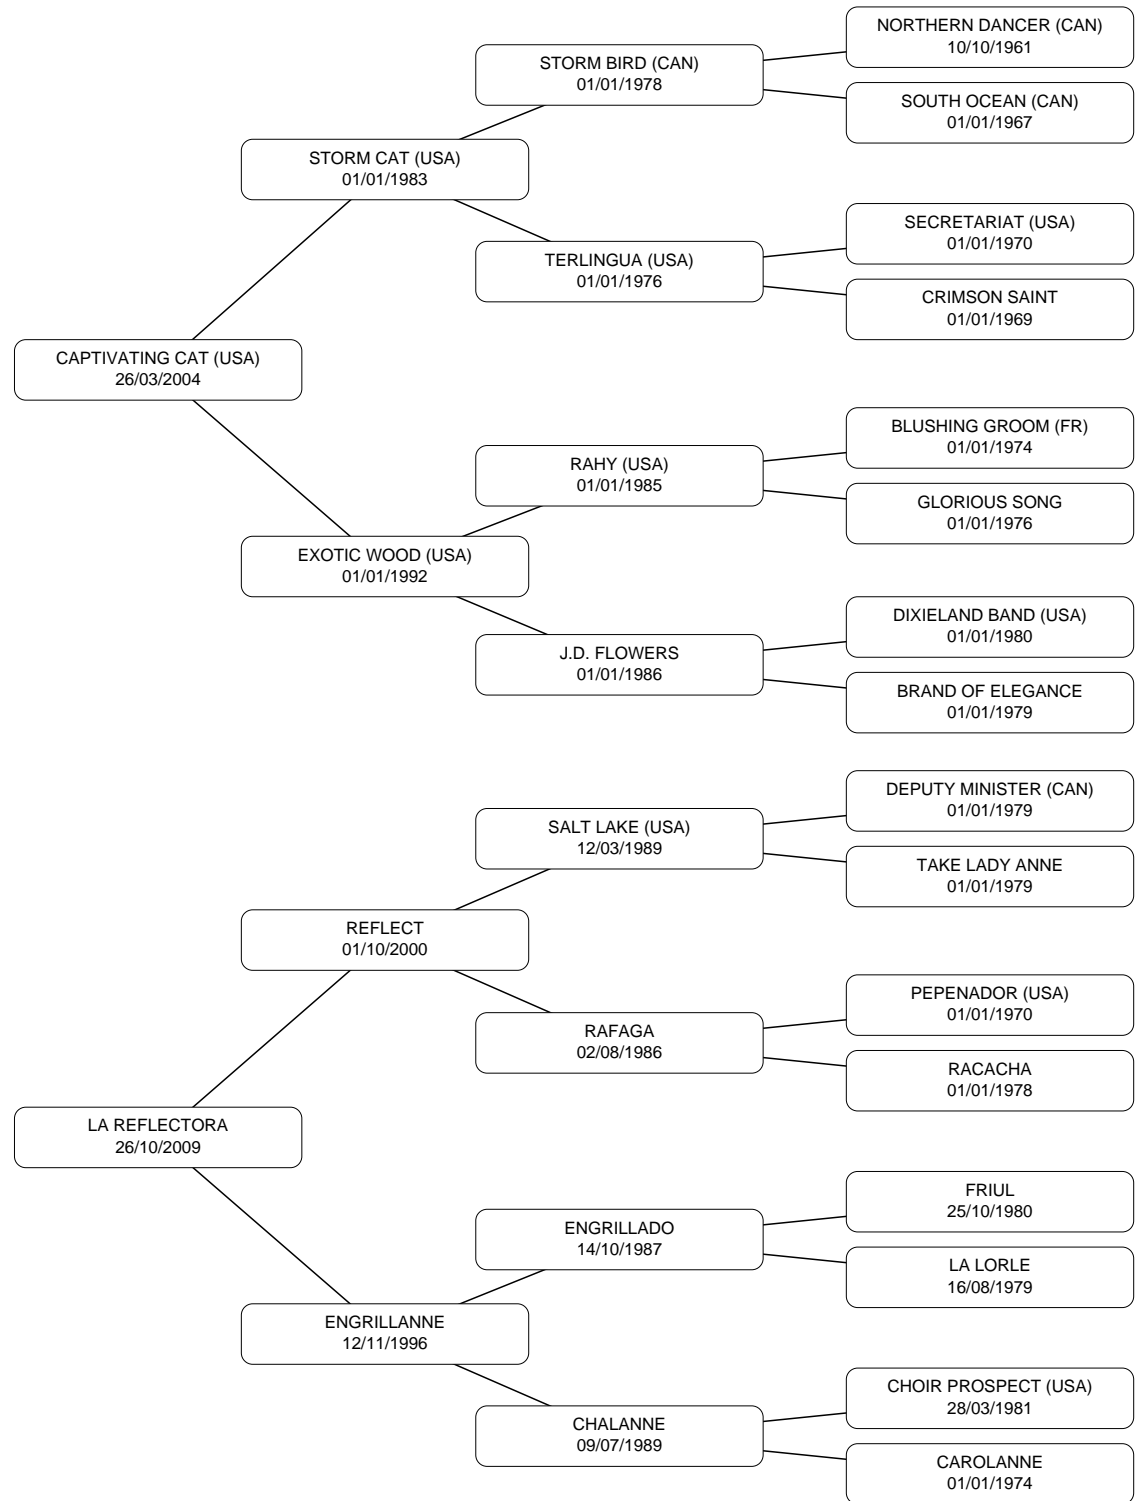 NORTHERN DANCER (CAN)
10/10/1961
STORM BIRD (CAN)
01/01/1978
SOUTH OCEAN (CAN)
01/01/1967
STORM CAT (USA)
01/01/1983
SECRETARIAT (USA)
01/01/1970
TERLINGUA (USA)
01/01/1976
CRIMSON SAINT
01/01/1969
CAPTIVATING CAT (USA)
26/03/2004
BLUSHING GROOM (FR)
01/01/1974
RAHY (USA)
01/01/1985
GLORIOUS SONG
01/01/1976
EXOTIC WOOD (USA)
01/01/1992
DIXIELAND BAND (USA)
01/01/1980
J.D. FLOWERS
01/01/1986
BRAND OF ELEGANCE
01/01/1979
DEPUTY MINISTER (CAN)
01/01/1979
SALT LAKE (USA)
12/03/1989
TAKE LADY ANNE
01/01/1979
REFLECT
01/10/2000
PEPENADOR (USA)
01/01/1970
RAFAGA
02/08/1986
RACACHA
01/01/1978
LA REFLECTORA
26/10/2009
FRIUL
25/10/1980
ENGRILLADO
14/10/1987
LA LORLE
16/08/1979
ENGRILLANNE
12/11/1996
CHOIR PROSPECT (USA)
28/03/1981
CHALANNE
09/07/1989
CAROLANNE
01/01/1974